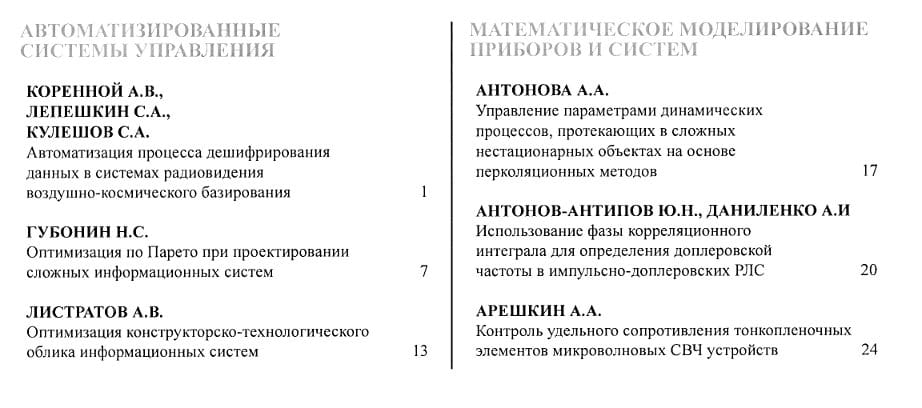 АВТОМАТИЗИРОВАННЫЕ
СИСТЕМЫ УПРАВЛЕНИЯ
КОРЕННОЙ А.В.,
ЛЕПЕШКИН С.А.,
КУЛЕШОВ С.А.
Автоматизация процесса дешифрирования
данных в системах радиовидения
воздушно-космического базирования 1
ГУБОНИН Н.С.
Оптимизация по Парето при проектировании
сложных информационных систем 7
ЛИСТРАТОВ А.В.
Оптимизация конструкторско-технологического
облика информационных систем 13
МАТЕМАТИЧЕСКОЕ МОДЕЛИРОВАНИЕ
ПРИБОРОВ И СИСТЕМ
АНТОНОВА А.А.
Управление параметрами динамических
процессов, протекающих в сложных
нестационарных объектах на основе
перколяционных методов 17
АНТОНОВ-АНТИПОВ Ю.Н., ДАНИЛЕНКО А.И
Использование фазы корреляционного
интеграла для определения доплеровской
частоты в импульсно-доплеровских РЛС 20
АРЕШКИН А.А.
Контроль удельного сопротивления тонкопленочных
элементов микроволновых СВЧ устройств 24